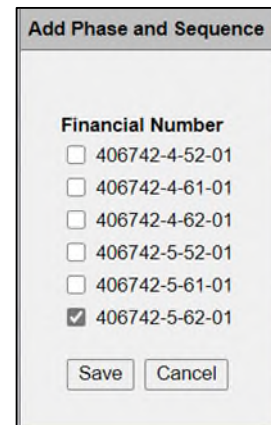 Add Phase and Sequence
Financial Number
406742-4-52-01
406742-4-61-01
406742-4-62-01
406742-5-52-01
406742-5-61-01
406742-5-62-01
Save Cancel